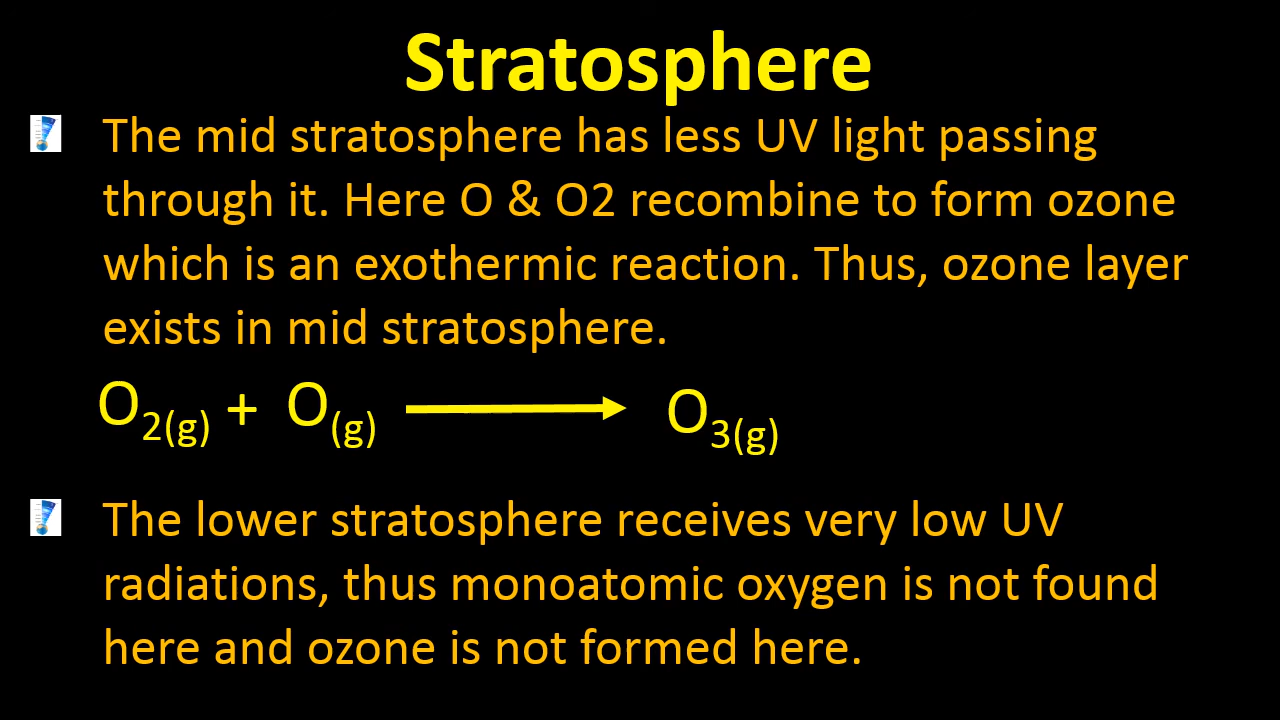 Stratosphere
The mid stratosphere has less UV light passing
through it. Here O & O2 recombine to form ozone
which is an exothermic reaction. Thus, ozone layer
exists in mid stratosphere.
O₂₍g₎ + O₍g₎ ⟶ O₃₍g₎
The lower stratosphere receives very low UV
radiations, thus monoatomic oxygen is not found
here and ozone is not formed here.